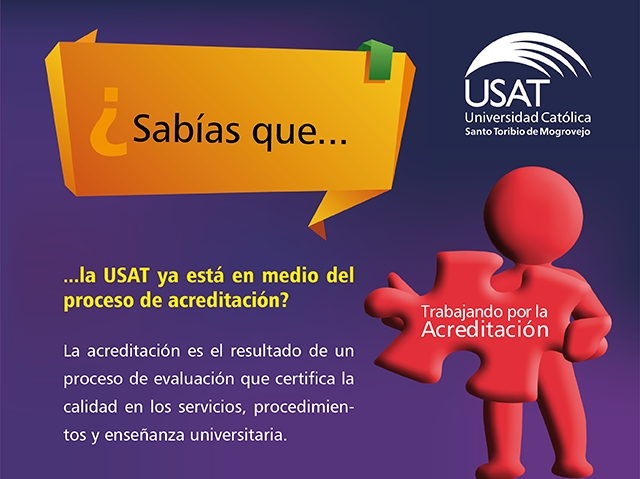 ¿Sabías que...
USAT
Universidad Católica
Santo Toribio de Mogrovejo
...la USAT ya está en medio del
proceso de acreditación?
La acreditación es el resultado de un
proceso de evaluación que certifica la
calidad en los servicios, procedimien-
tos y enseñanza universitaria.
Trabajando por la
Acreditación